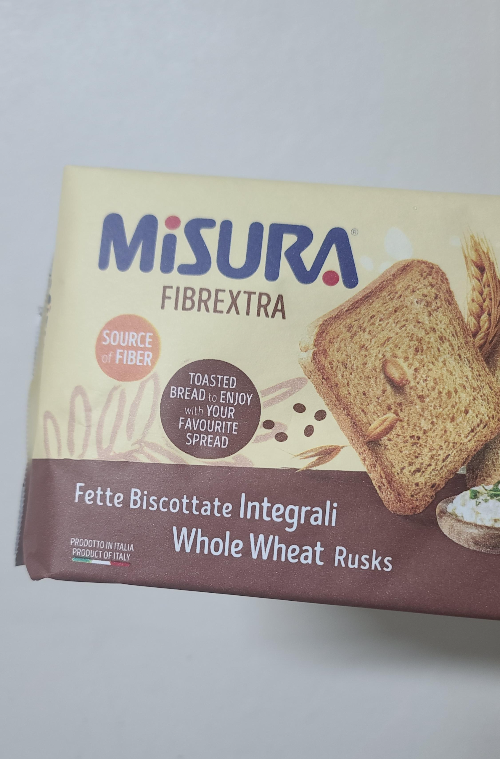 MiSURA®
FIBREXTRA
SOURCE
of FIBER
TOASTED
BREAD to ENJOY
with YOUR
FAVOURITE
SPREAD
Fette Biscottate Integrali
Whole Wheat Rusks
PRODOTTO IN ITALIA
PRODUCT OF ITALY